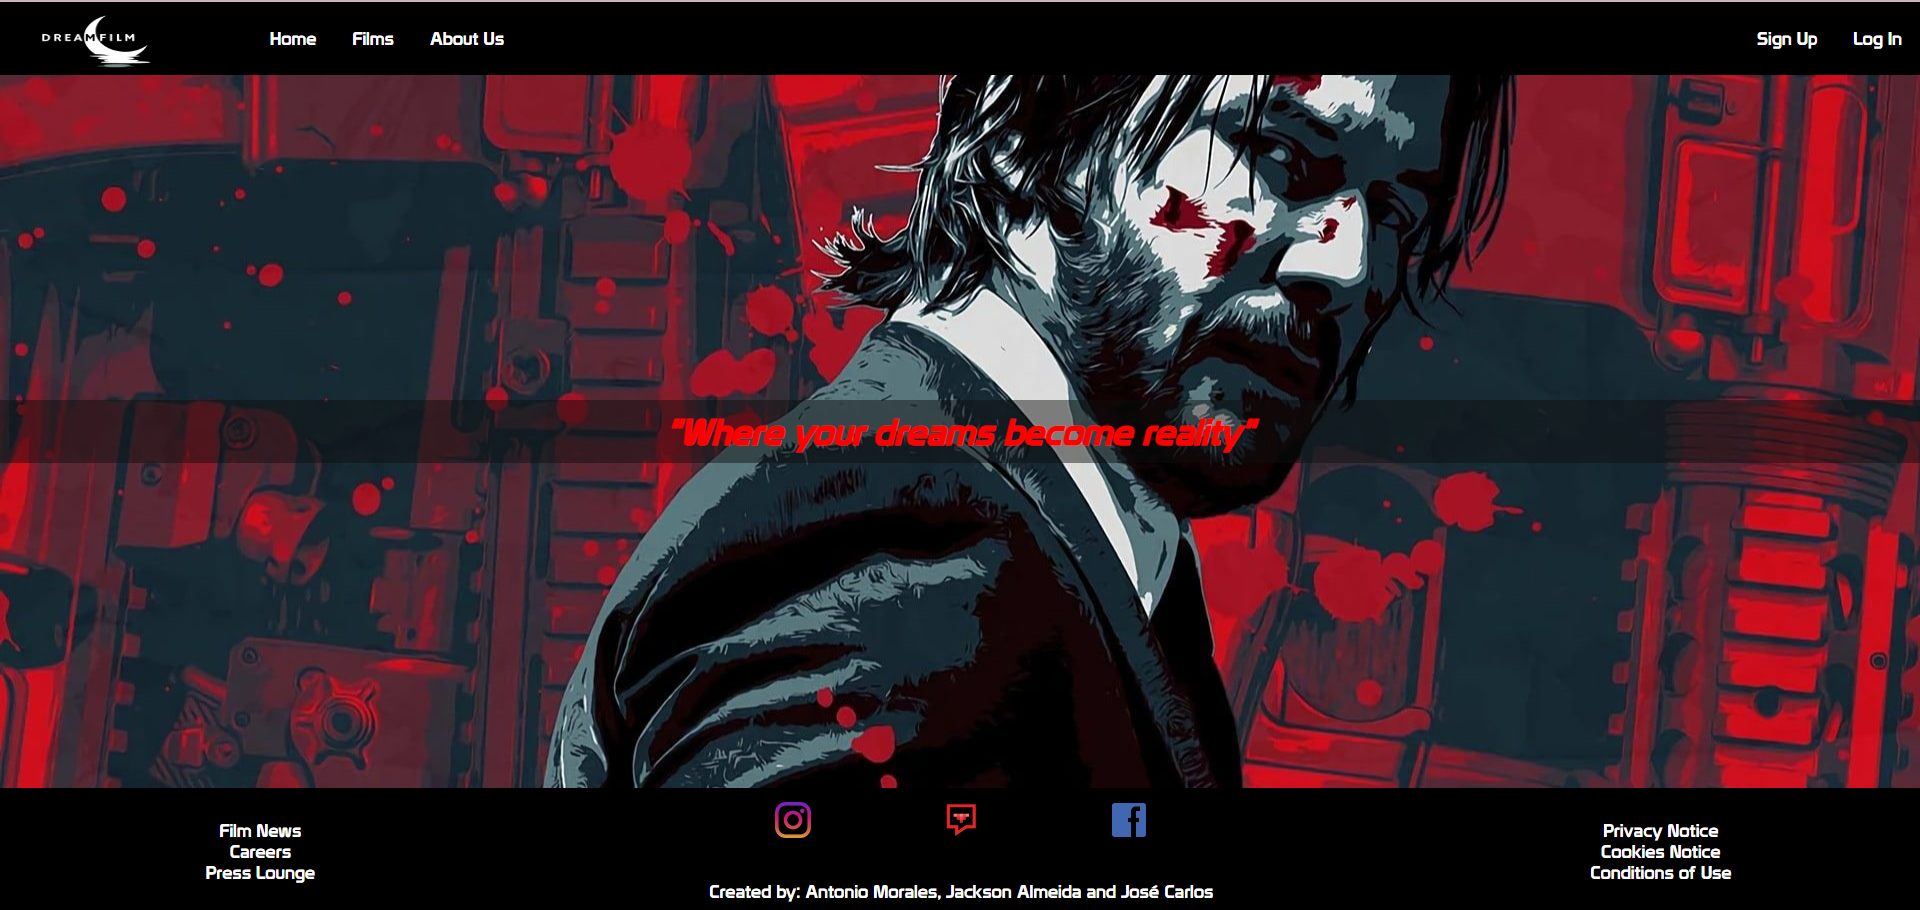 DREAMFILM
Home
Films
About Us
Sign Up
Log In
"Where your dreams become reality"
Film News
Careers
Press Lounge
Privacy Notice
Cookies Notice
Conditions of Use
Created by: Antonio Morales, Jackson Almeida and José Carlos